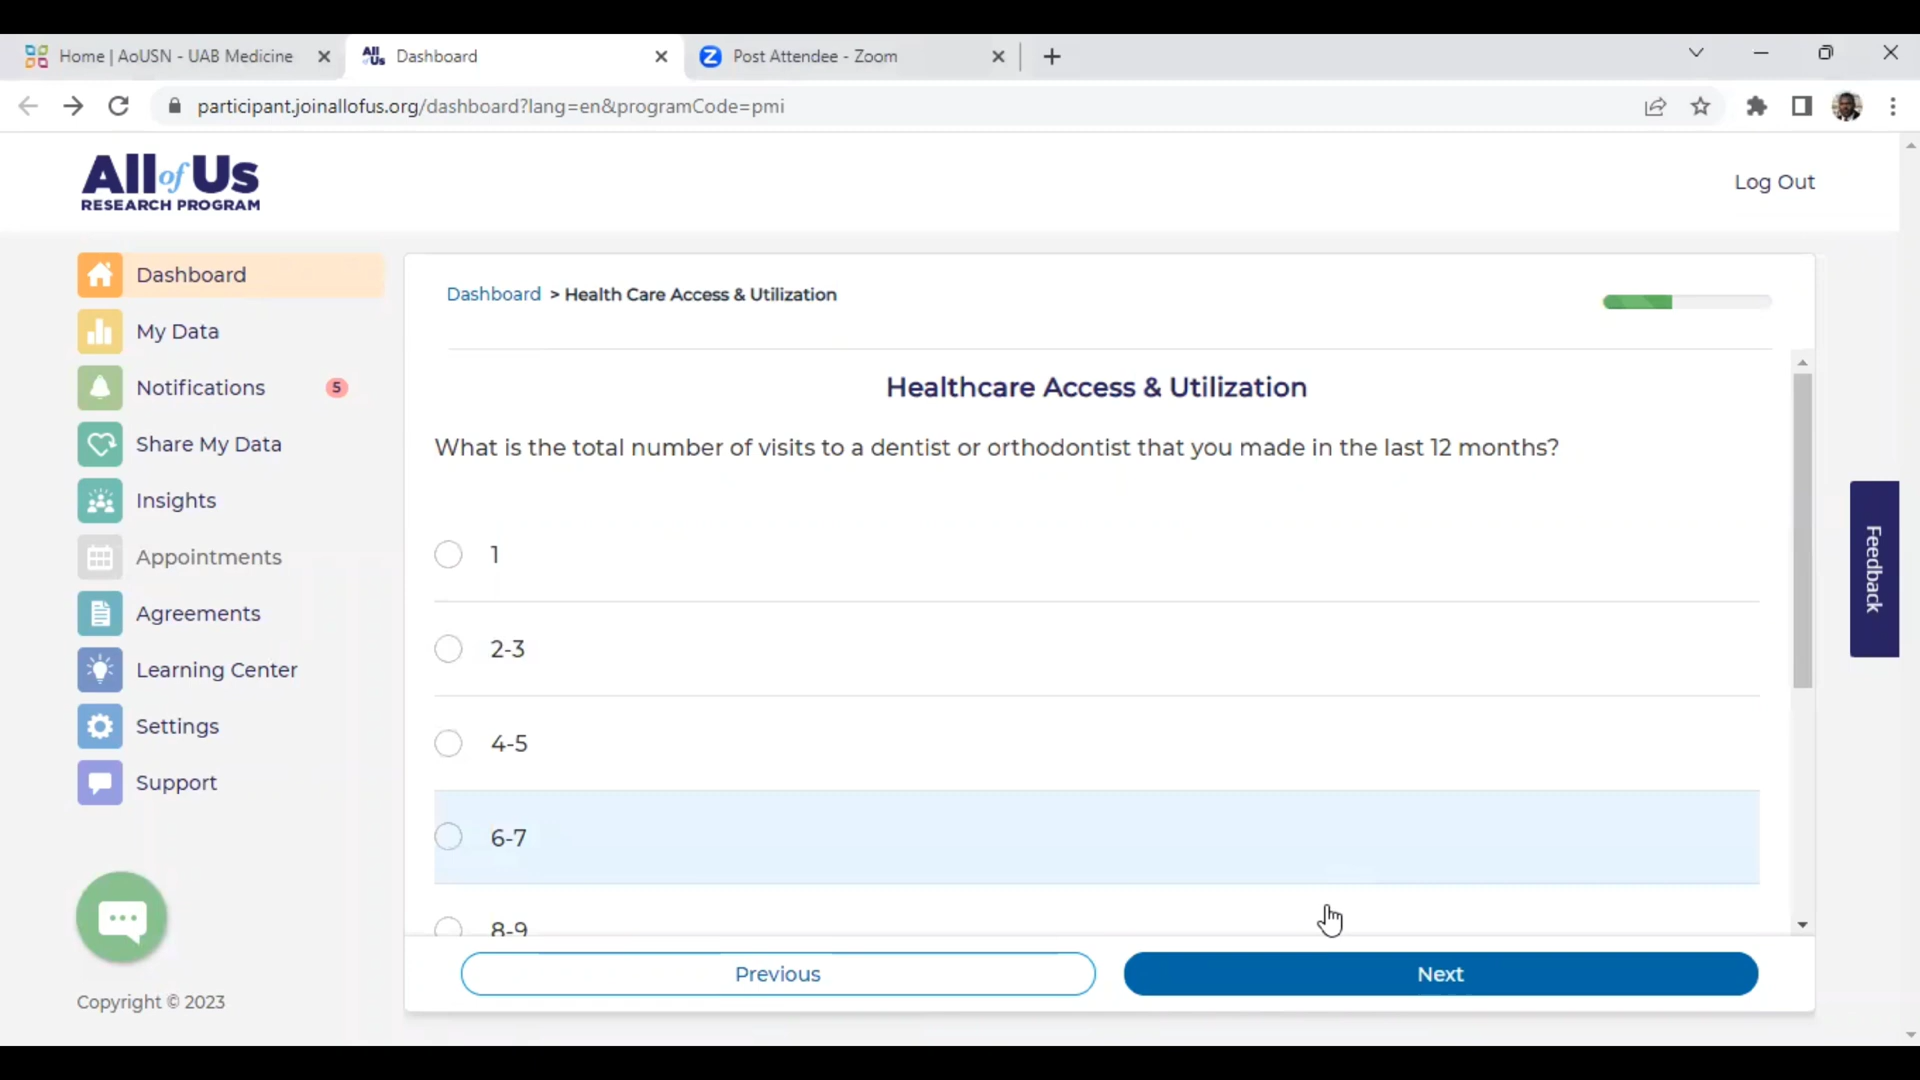 Home | AoUSN - UAB Medicine
All of Us
Dashboard
Post Attendee - Zoom
participant.joinallofus.org/dashboard?lang=en&programCode=pmi
All of Us
RESEARCH PROGRAM
Log Out
Dashboard
My Data
Notifications 5
Share My Data
Insights
Appointments
Agreements
Learning Center
Settings
Support
Copyright © 2023
Dashboard > Health Care Access & Utilization
Healthcare Access & Utilization
What is the total number of visits to a dentist or orthodontist that you made in the last 12 months?
1
2-3
4-5
6-7
8-9
Previous
Next
Feedback